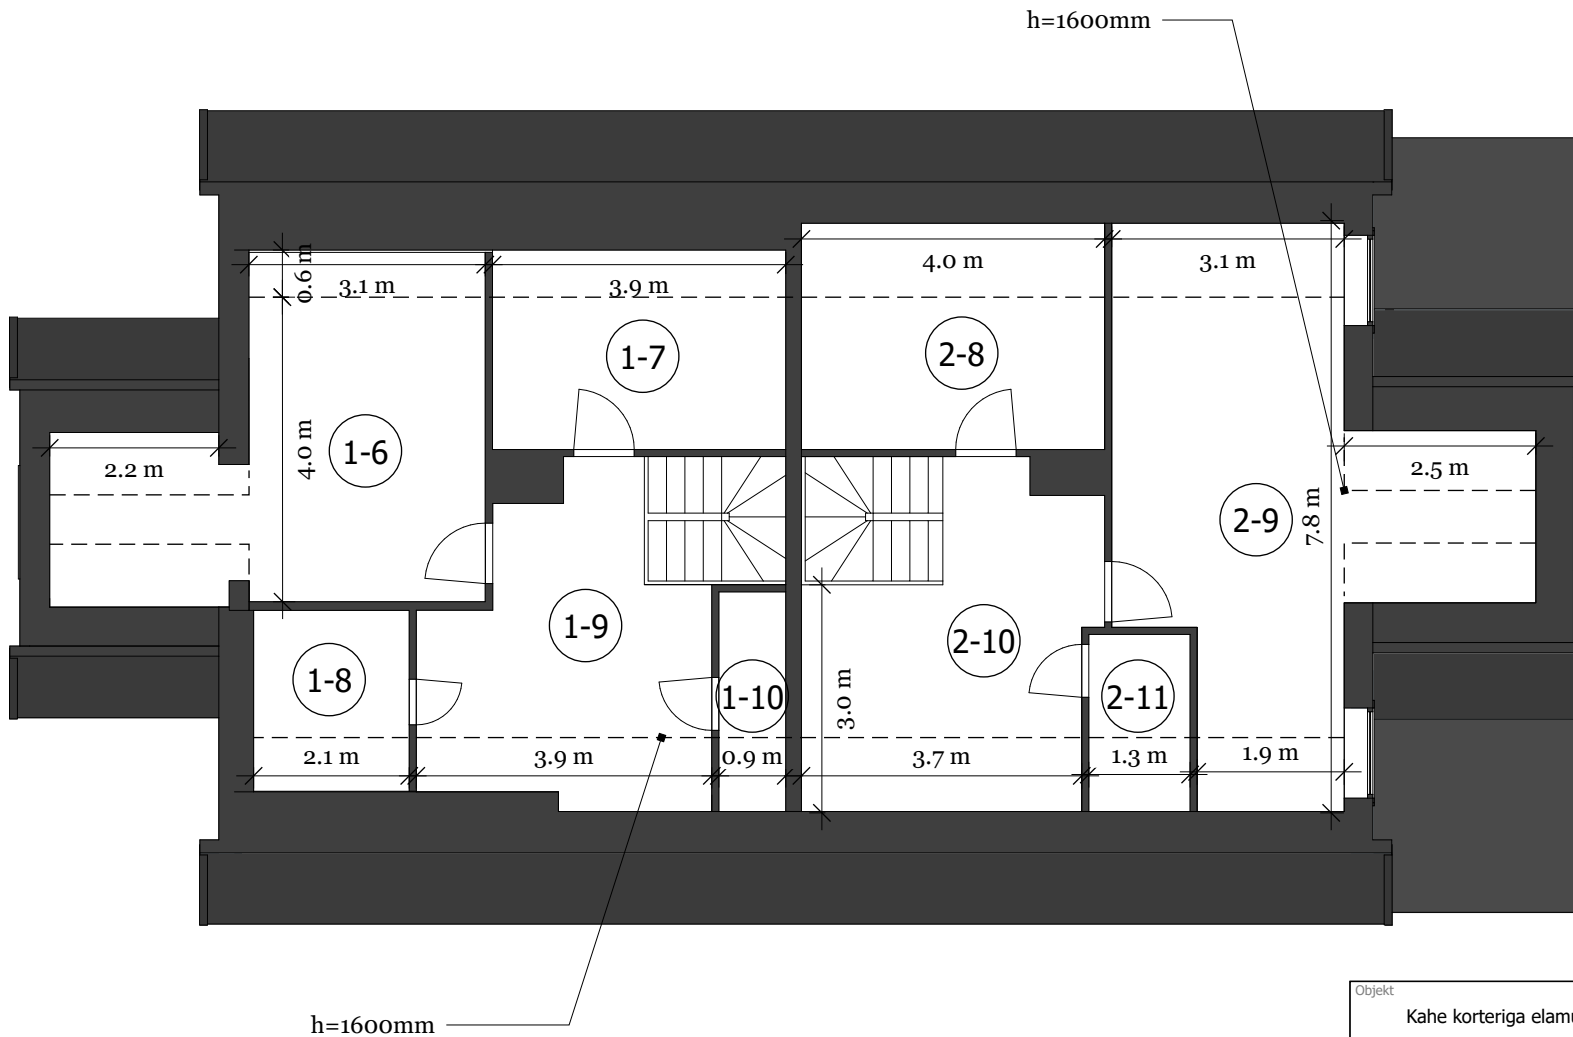 h=1600mm
0.6 m
3.1 m
3.9 m
4.0 m
3.1 m
1-7
2-8
1-6
4.0 m
2.2 m
2.5 m
2-9
7.8 m
1-9
2-10
1-8
1-10
2-11
3.0 m
2.1 m
3.9 m
0.9 m
3.7 m
1.3 m
1.9 m
h=1600mm
Objekt
Kahe korteriga elamu